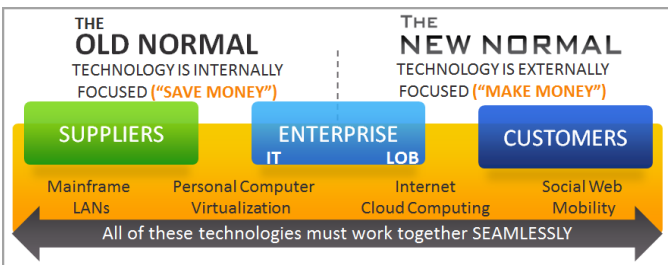 THE
OLD NORMAL
TECHNOLOGY IS INTERNALLY
FOCUSED (“SAVE MONEY”)
THE
NEW NORMAL
TECHNOLOGY IS EXTERNALLY
FOCUSED (“MAKE MONEY”)
SUPPLIERS
ENTERPRISE
IT LOB
CUSTOMERS
Mainframe
LANs
Personal Computer
Virtualization
Internet
Cloud Computing
Social Web
Mobility
All of these technologies must work together SEAMLESSLY